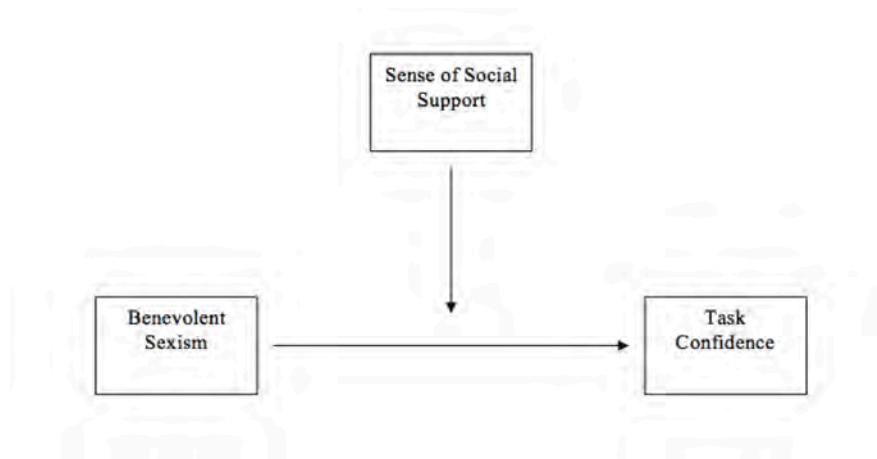 Sense of Social
Support
Benevolent
Sexism
Task
Confidence